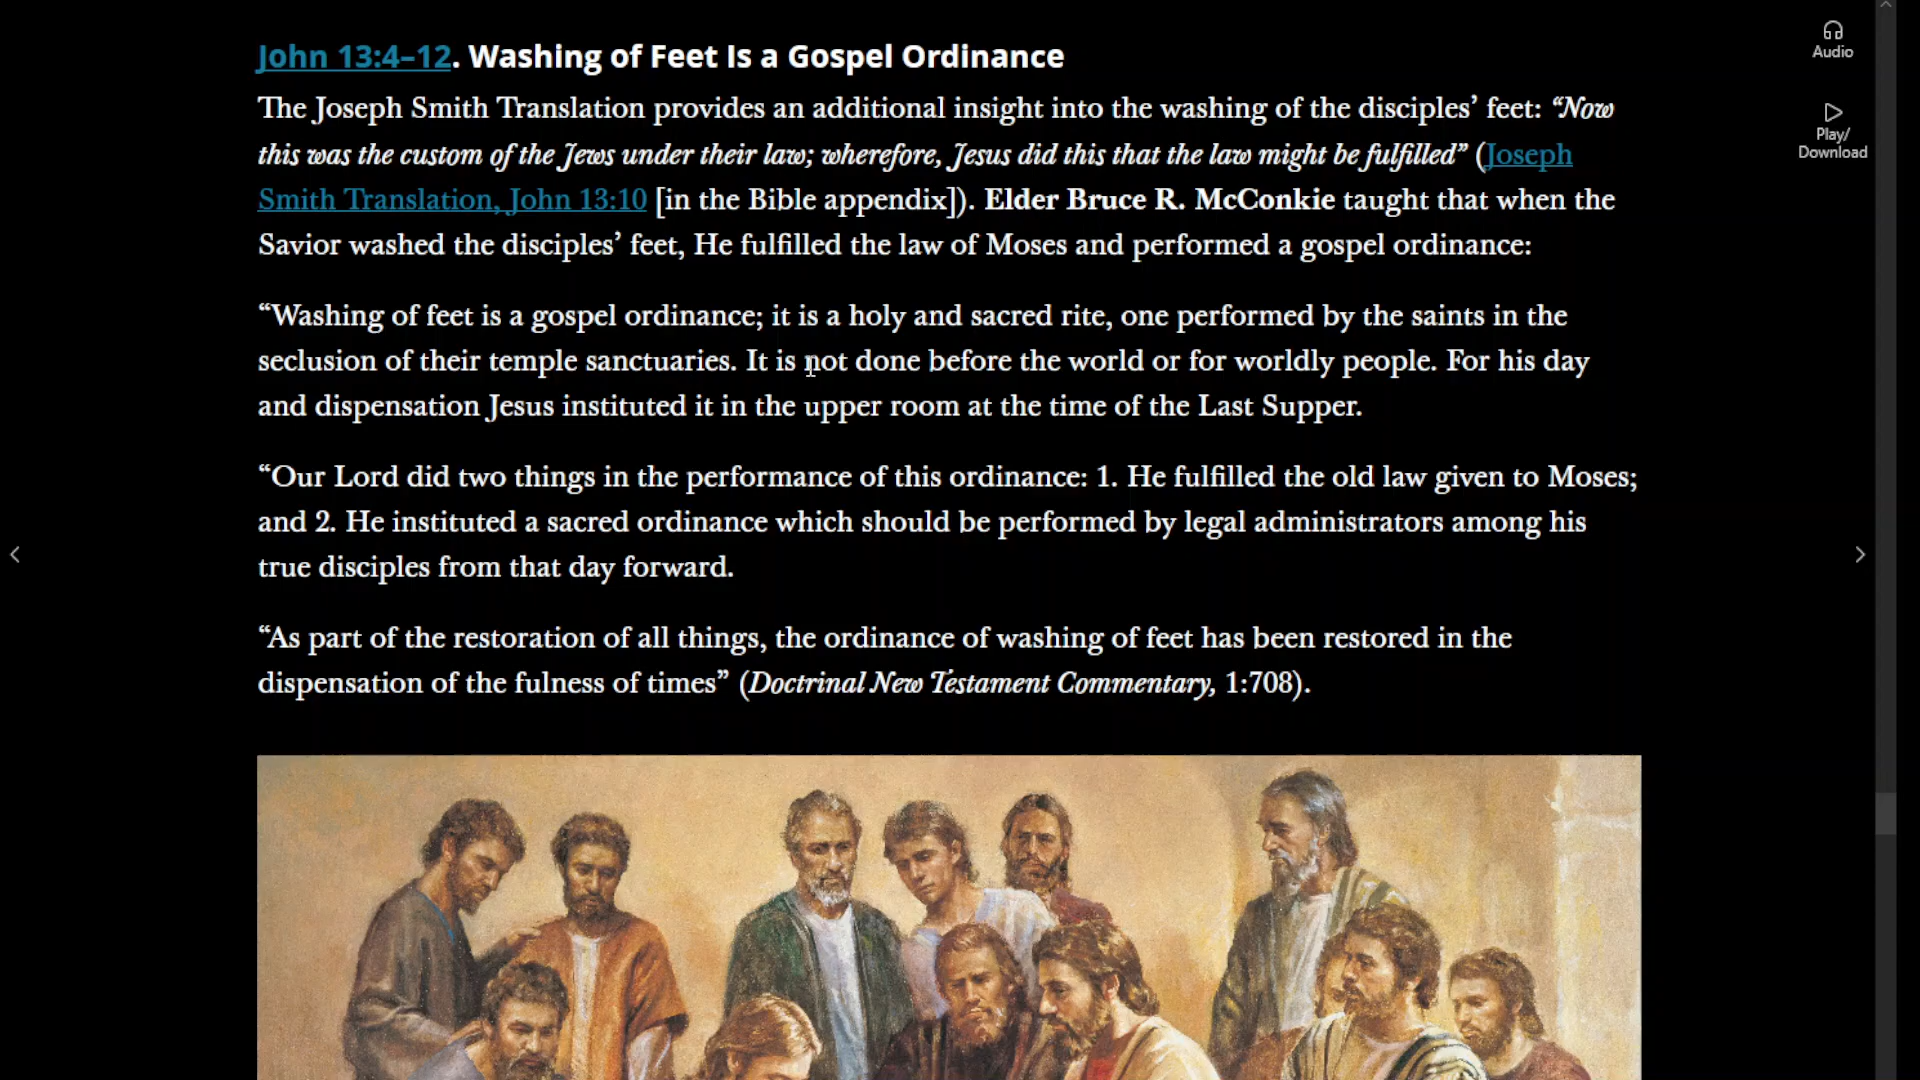 John 13:4–12. Washing of Feet Is a Gospel Ordinance
The Joseph Smith Translation provides an additional insight into the washing of the disciples’ feet: “Now
this was the custom of the Jews under their law; wherefore, Jesus did this that the law might be fulfilled” (Joseph
Smith Translation, John 13:10 [in the Bible appendix]). Elder Bruce R. McConkie taught that when the
Savior washed the disciples’ feet, He fulfilled the law of Moses and performed a gospel ordinance:
“Washing of feet is a gospel ordinance; it is a holy and sacred rite, one performed by the saints in the
seclusion of their temple sanctuaries. It is not done before the world or for worldly people. For his day
and dispensation Jesus instituted it in the upper room at the time of the Last Supper.
“Our Lord did two things in the performance of this ordinance: 1. He fulfilled the old law given to Moses;
and 2. He instituted a sacred ordinance which should be performed by legal administrators among his
true disciples from that day forward.
“As part of the restoration of all things, the ordinance of washing of feet has been restored in the
dispensation of the fulness of times” (Doctrinal New Testament Commentary, 1:708).
Audio
Play/
Download